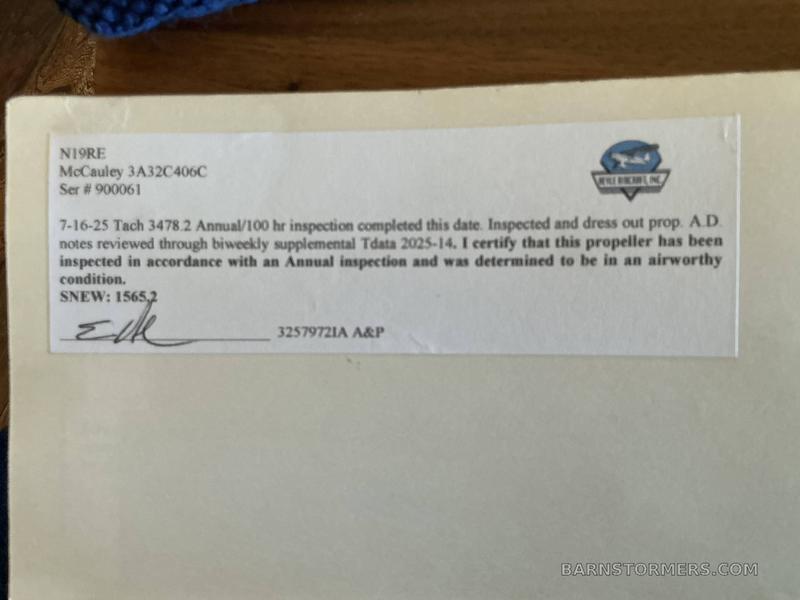 N19RE
McCauley 3A32C406C
Ser # 900061
7-16-25 Tach 3478.2 Annual/100 hr inspection completed this date. Inspected and dress out prop. A.D.
notes reviewed through biweekly supplemental Tdata 2025-14. I certify that this propeller has been
inspected in accordance with an Annual inspection and was determined to be in an airworthy
condition.
SNEW: 1565.2
3257972IA A&P
AIRCRAFT, INC.
BARNSTORMERS.COM